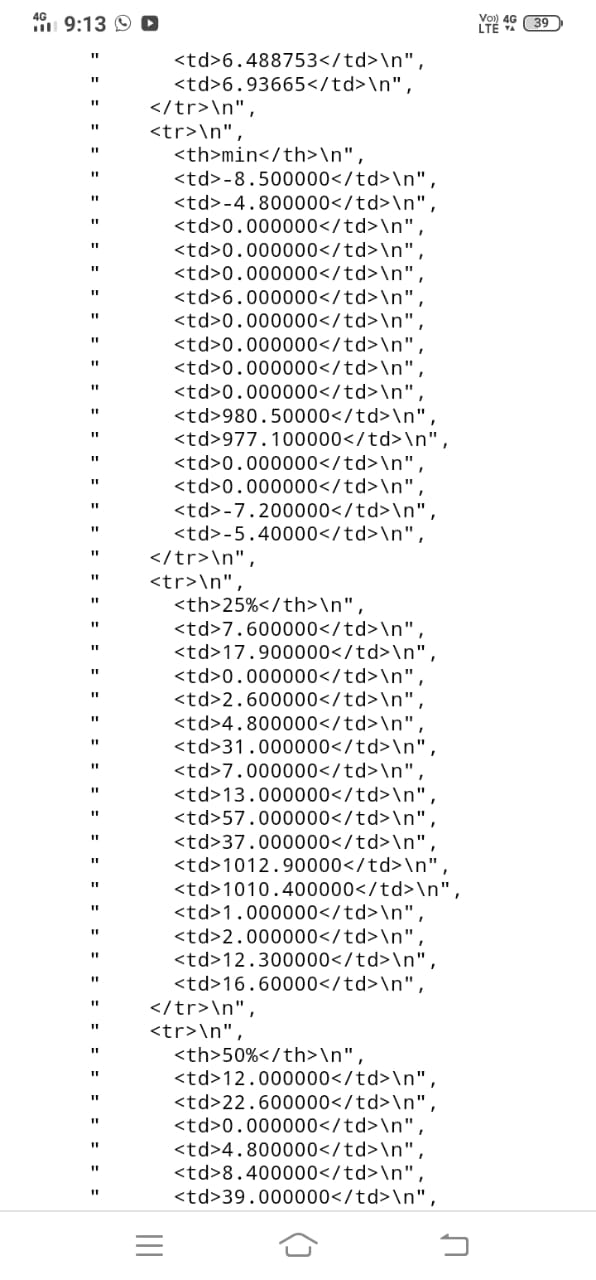 4G 9:13 Vo)) 4G LTE 39
" <td>6.488753</td>\n",
" <td>6.93665</td>\n",
" </tr>\n",
" <tr>\n",
" <th>min</th>\n",
" <td>-8.500000</td>\n",
" <td>-4.800000</td>\n",
" <td>0.000000</td>\n",
" <td>0.000000</td>\n",
" <td>0.000000</td>\n",
" <td>6.000000</td>\n",
" <td>0.000000</td>\n",
" <td>0.000000</td>\n",
" <td>0.000000</td>\n",
" <td>0.000000</td>\n",
" <td>980.50000</td>\n",
" <td>977.100000</td>\n",
" <td>0.000000</td>\n",
" <td>0.000000</td>\n",
" <td>-7.200000</td>\n",
" <td>-5.40000</td>\n",
" </tr>\n",
" <tr>\n",
" <th>25%</th>\n",
" <td>7.600000</td>\n",
" <td>17.900000</td>\n",
" <td>0.000000</td>\n",
" <td>2.600000</td>\n",
" <td>4.800000</td>\n",
" <td>31.000000</td>\n",
" <td>7.000000</td>\n",
" <td>13.000000</td>\n",
" <td>57.000000</td>\n",
" <td>37.000000</td>\n",
" <td>1012.90000</td>\n",
" <td>1010.400000</td>\n",
" <td>1.000000</td>\n",
" <td>2.000000</td>\n",
" <td>12.300000</td>\n",
" <td>16.60000</td>\n",
" </tr>\n",
" <tr>\n",
" <th>50%</th>\n",
" <td>12.000000</td>\n",
" <td>22.600000</td>\n",
" <td>0.000000</td>\n",
" <td>4.800000</td>\n",
" <td>8.400000</td>\n",
" <td>39.000000</td>\n",